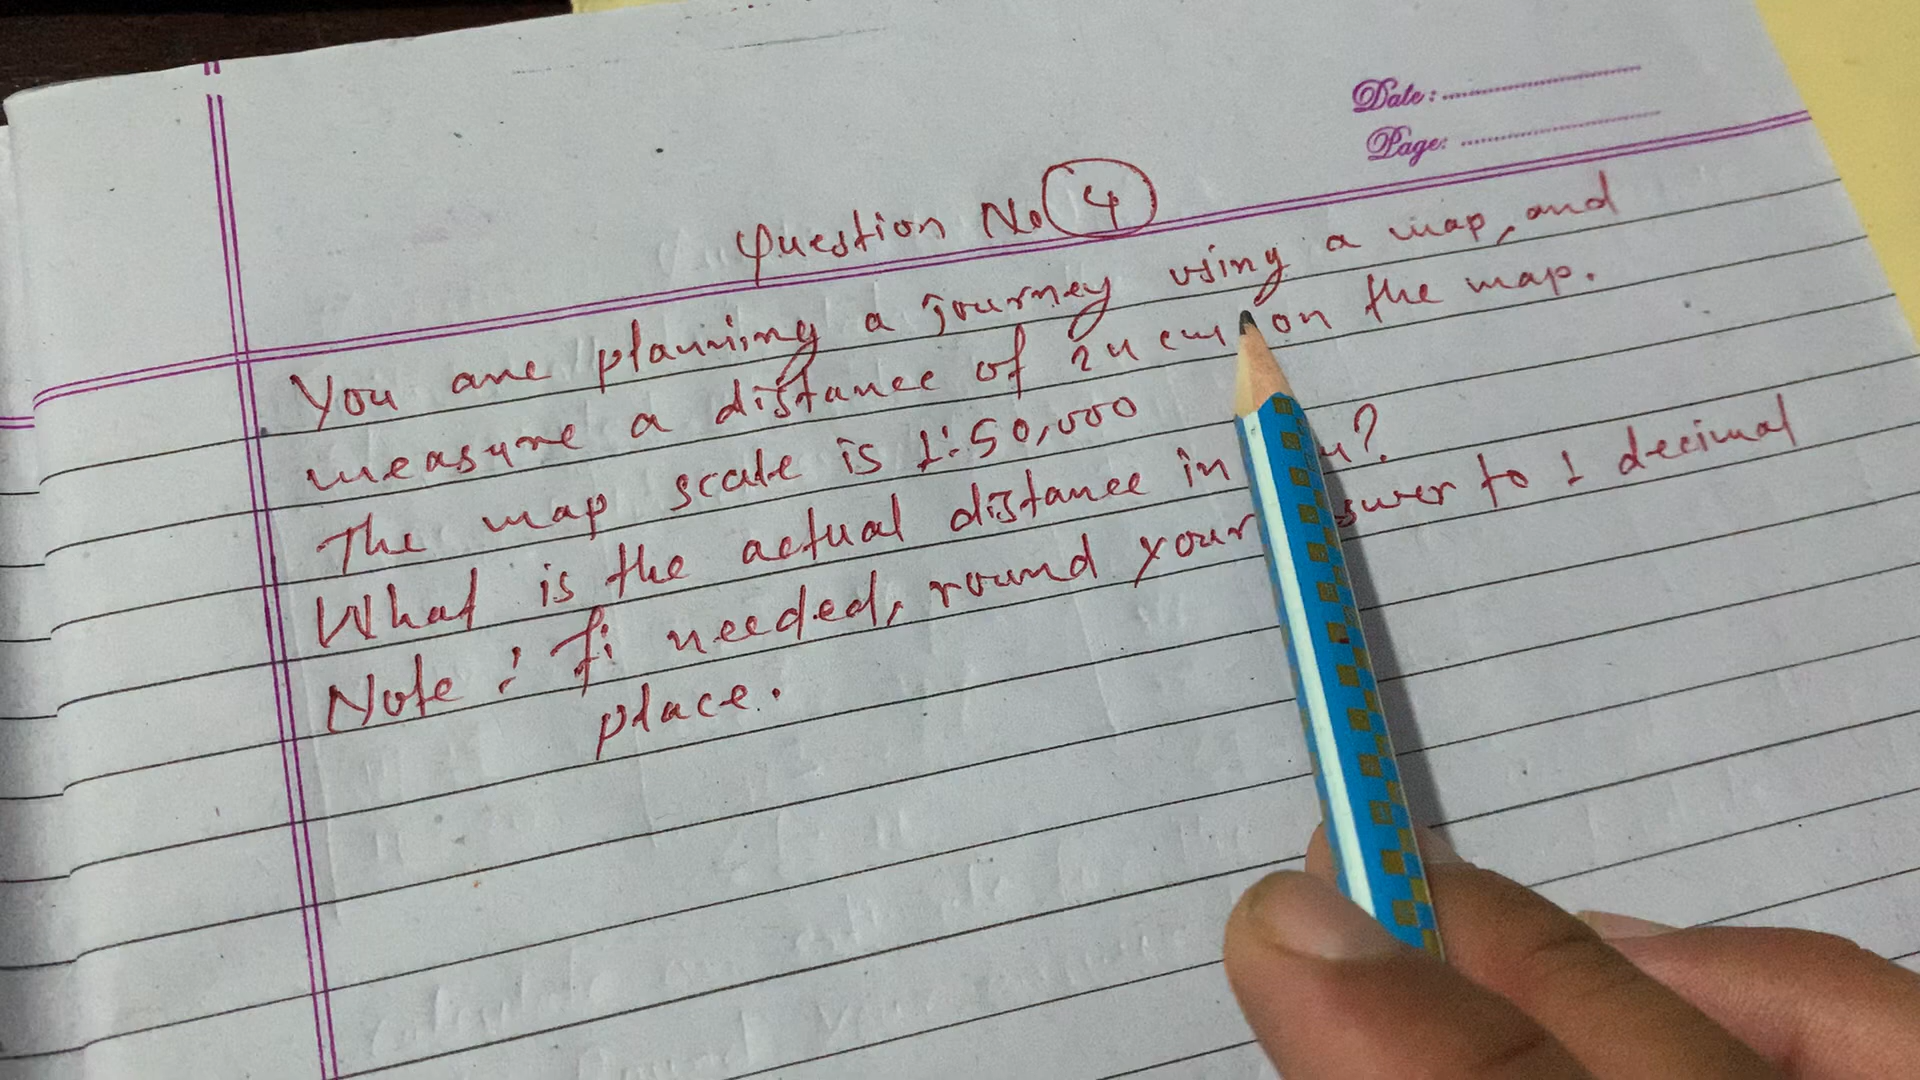 Date:
Page:
Question No 4
You are planning a journey using a map, and
measure a distance of 24 cm on the map.
The map scale is 1:50,000
What is the actual distance in ?
Note : If needed, round your swer to 1 decimal
place.